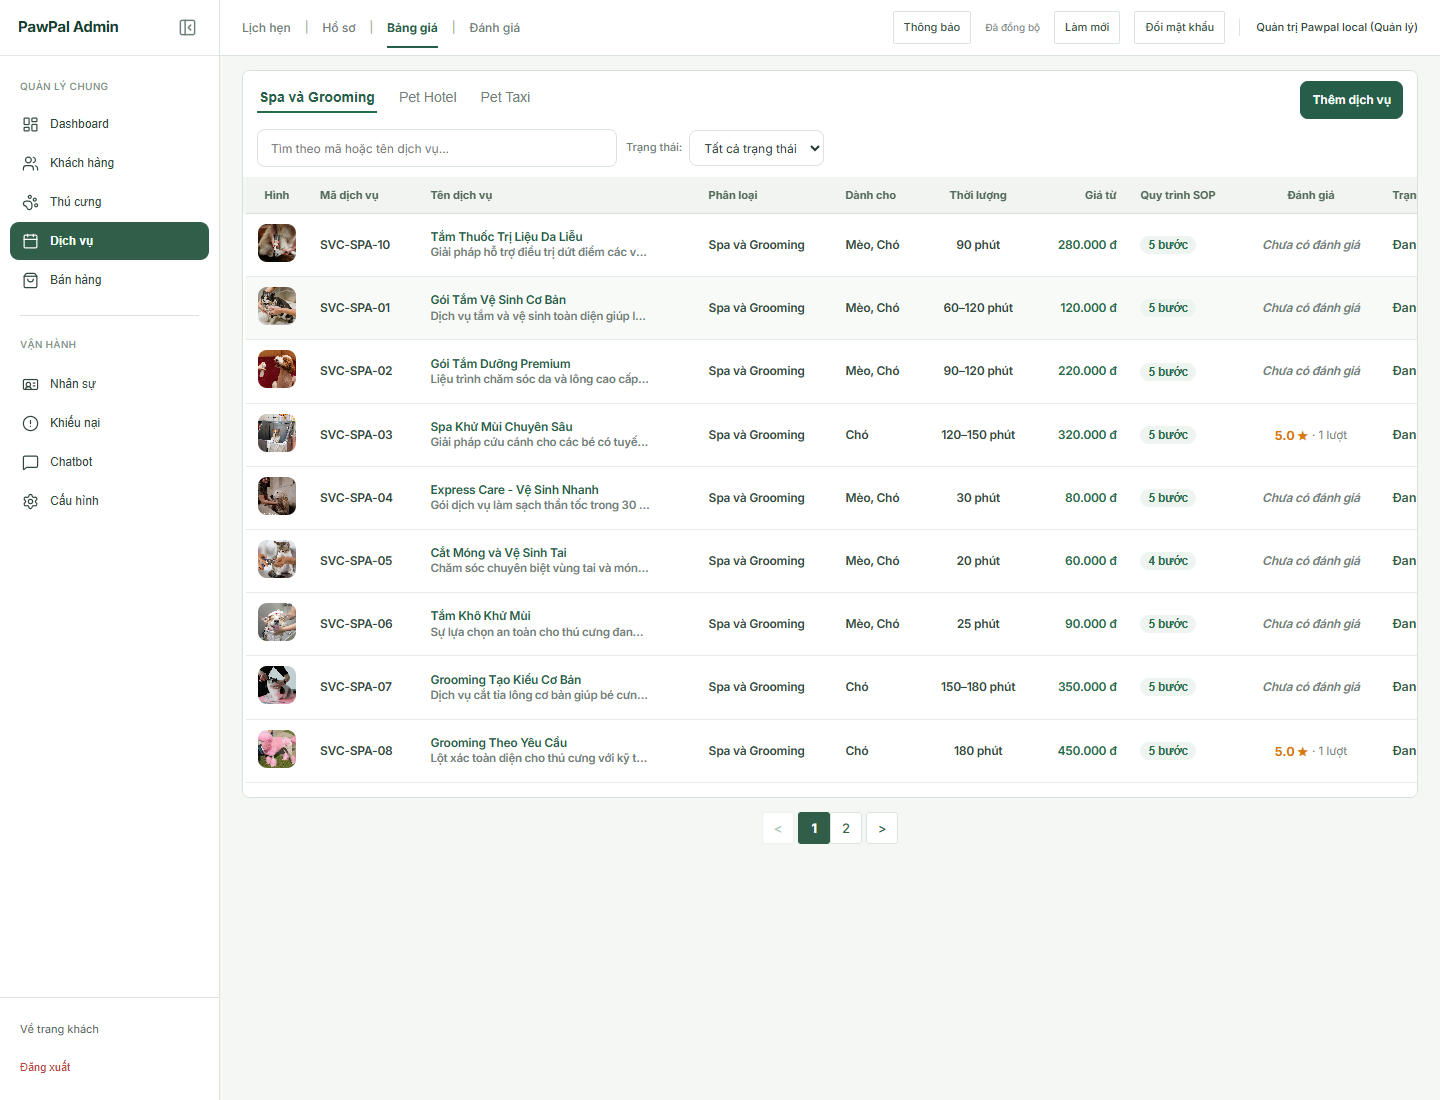 PawPal Admin
QUẢN LÝ CHUNG
Dashboard
Khách hàng
Thú cưng
Dịch vụ
Bán hàng
VẬN HÀNH
Nhân sự
Khiếu nại
Chatbot
Cấu hình
Về trang khách
Đăng xuất
Lịch hẹn | Hồ sơ | Bảng giá | Đánh giá
Thông báo Đã đồng bộ Làm mới Đổi mật khẩu Quản trị Pawpal local (Quản lý)
Spa và Grooming Pet Hotel Pet Taxi
Thêm dịch vụ
Tìm theo mã hoặc tên dịch vụ... Trạng thái: Tất cả trạng thái
Hình Mã dịch vụ Tên dịch vụ Phân loại Dành cho Thời lượng Giá từ Quy trình SOP Đánh giá Trạn
SVC-SPA-10 Tắm Thuốc Trị Liệu Da Liễu Spa và Grooming Mèo, Chó 90 phút 280.000 đ 5 bước Chưa có đánh giá Đan
Giải pháp hỗ trợ điều trị dứt điểm các v...
SVC-SPA-01 Gói Tắm Vệ Sinh Cơ Bản Spa và Grooming Mèo, Chó 60–120 phút 120.000 đ 5 bước Chưa có đánh giá Đan
Dịch vụ tắm và vệ sinh toàn diện giúp l...
SVC-SPA-02 Gói Tắm Dưỡng Premium Spa và Grooming Mèo, Chó 90–120 phút 220.000 đ 5 bước Chưa có đánh giá Đan
Liệu trình chăm sóc da và lông cao cấp...
SVC-SPA-03 Spa Khử Mùi Chuyên Sâu Spa và Grooming Chó 120–150 phút 320.000 đ 5 bước 5.0 ★ · 1 lượt Đan
Giải pháp cứu cánh cho các bé có tuyế...
SVC-SPA-04 Express Care - Vệ Sinh Nhanh Spa và Grooming Mèo, Chó 30 phút 80.000 đ 5 bước Chưa có đánh giá Đan
Gói dịch vụ làm sạch thần tốc trong 30 ...
SVC-SPA-05 Cắt Móng và Vệ Sinh Tai Spa và Grooming Mèo, Chó 20 phút 60.000 đ 4 bước Chưa có đánh giá Đan
Chăm sóc chuyên biệt vùng tai và món...
SVC-SPA-06 Tắm Khô Khử Mùi Spa và Grooming Mèo, Chó 25 phút 90.000 đ 5 bước Chưa có đánh giá Đan
Sự lựa chọn an toàn cho thú cưng đan...
SVC-SPA-07 Grooming Tạo Kiểu Cơ Bản Spa và Grooming Chó 150–180 phút 350.000 đ 5 bước Chưa có đánh giá Đan
Dịch vụ cắt tỉa lông cơ bản giúp bé cưn...
SVC-SPA-08 Grooming Theo Yêu Cầu Spa và Grooming Chó 180 phút 450.000 đ 5 bước 5.0 ★ · 1 lượt Đan
Lột xác toàn diện cho thú cưng với kỹ t...
< 1 2 >